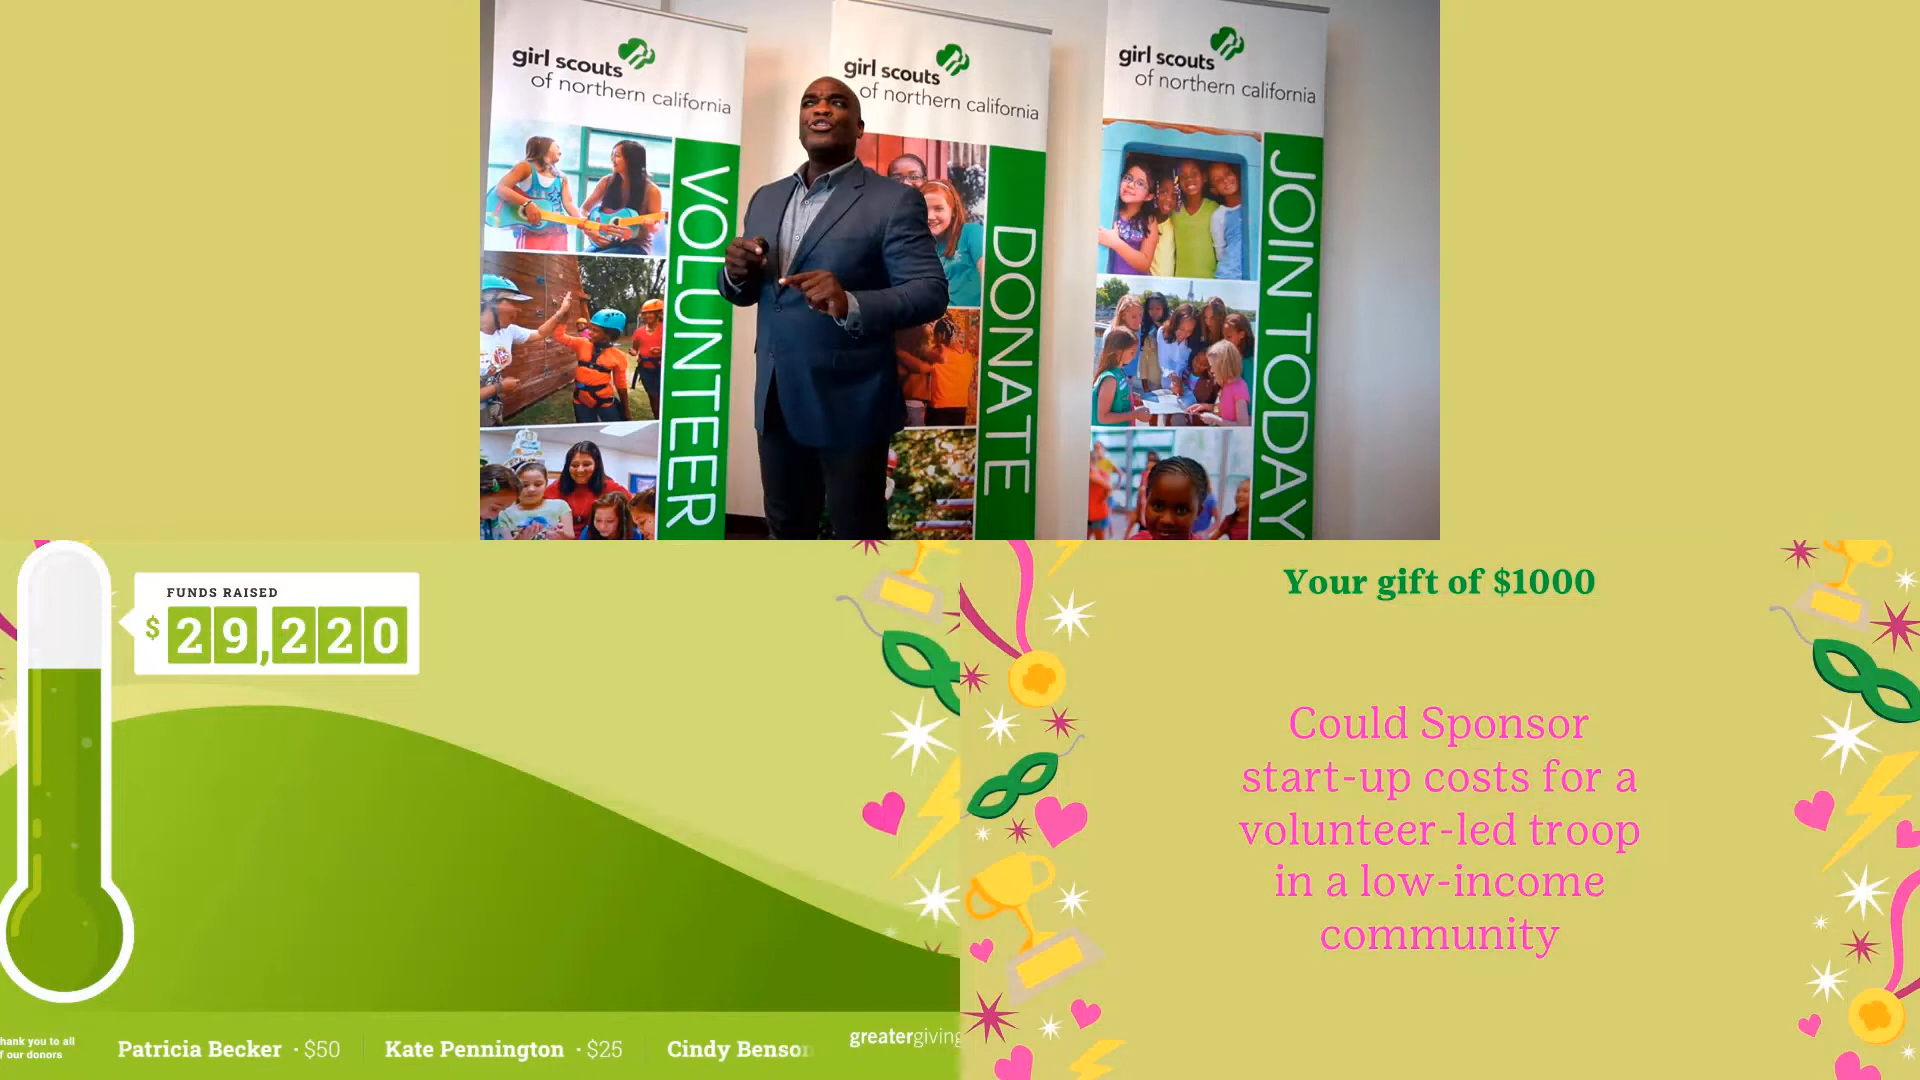 girl scouts
of northern california
VOLUNTEER
girl scouts
of northern california
DONATE
girl scouts
of northern california
JOIN TODAY
FUNDS RAISED
$29,220
hank you to all
f our donors
Patricia Becker · $50
Kate Pennington · $25
Cindy Benson
greatergiving
Your gift of $1000
Could Sponsor
start-up costs for a
volunteer-led troop
in a low-income
community